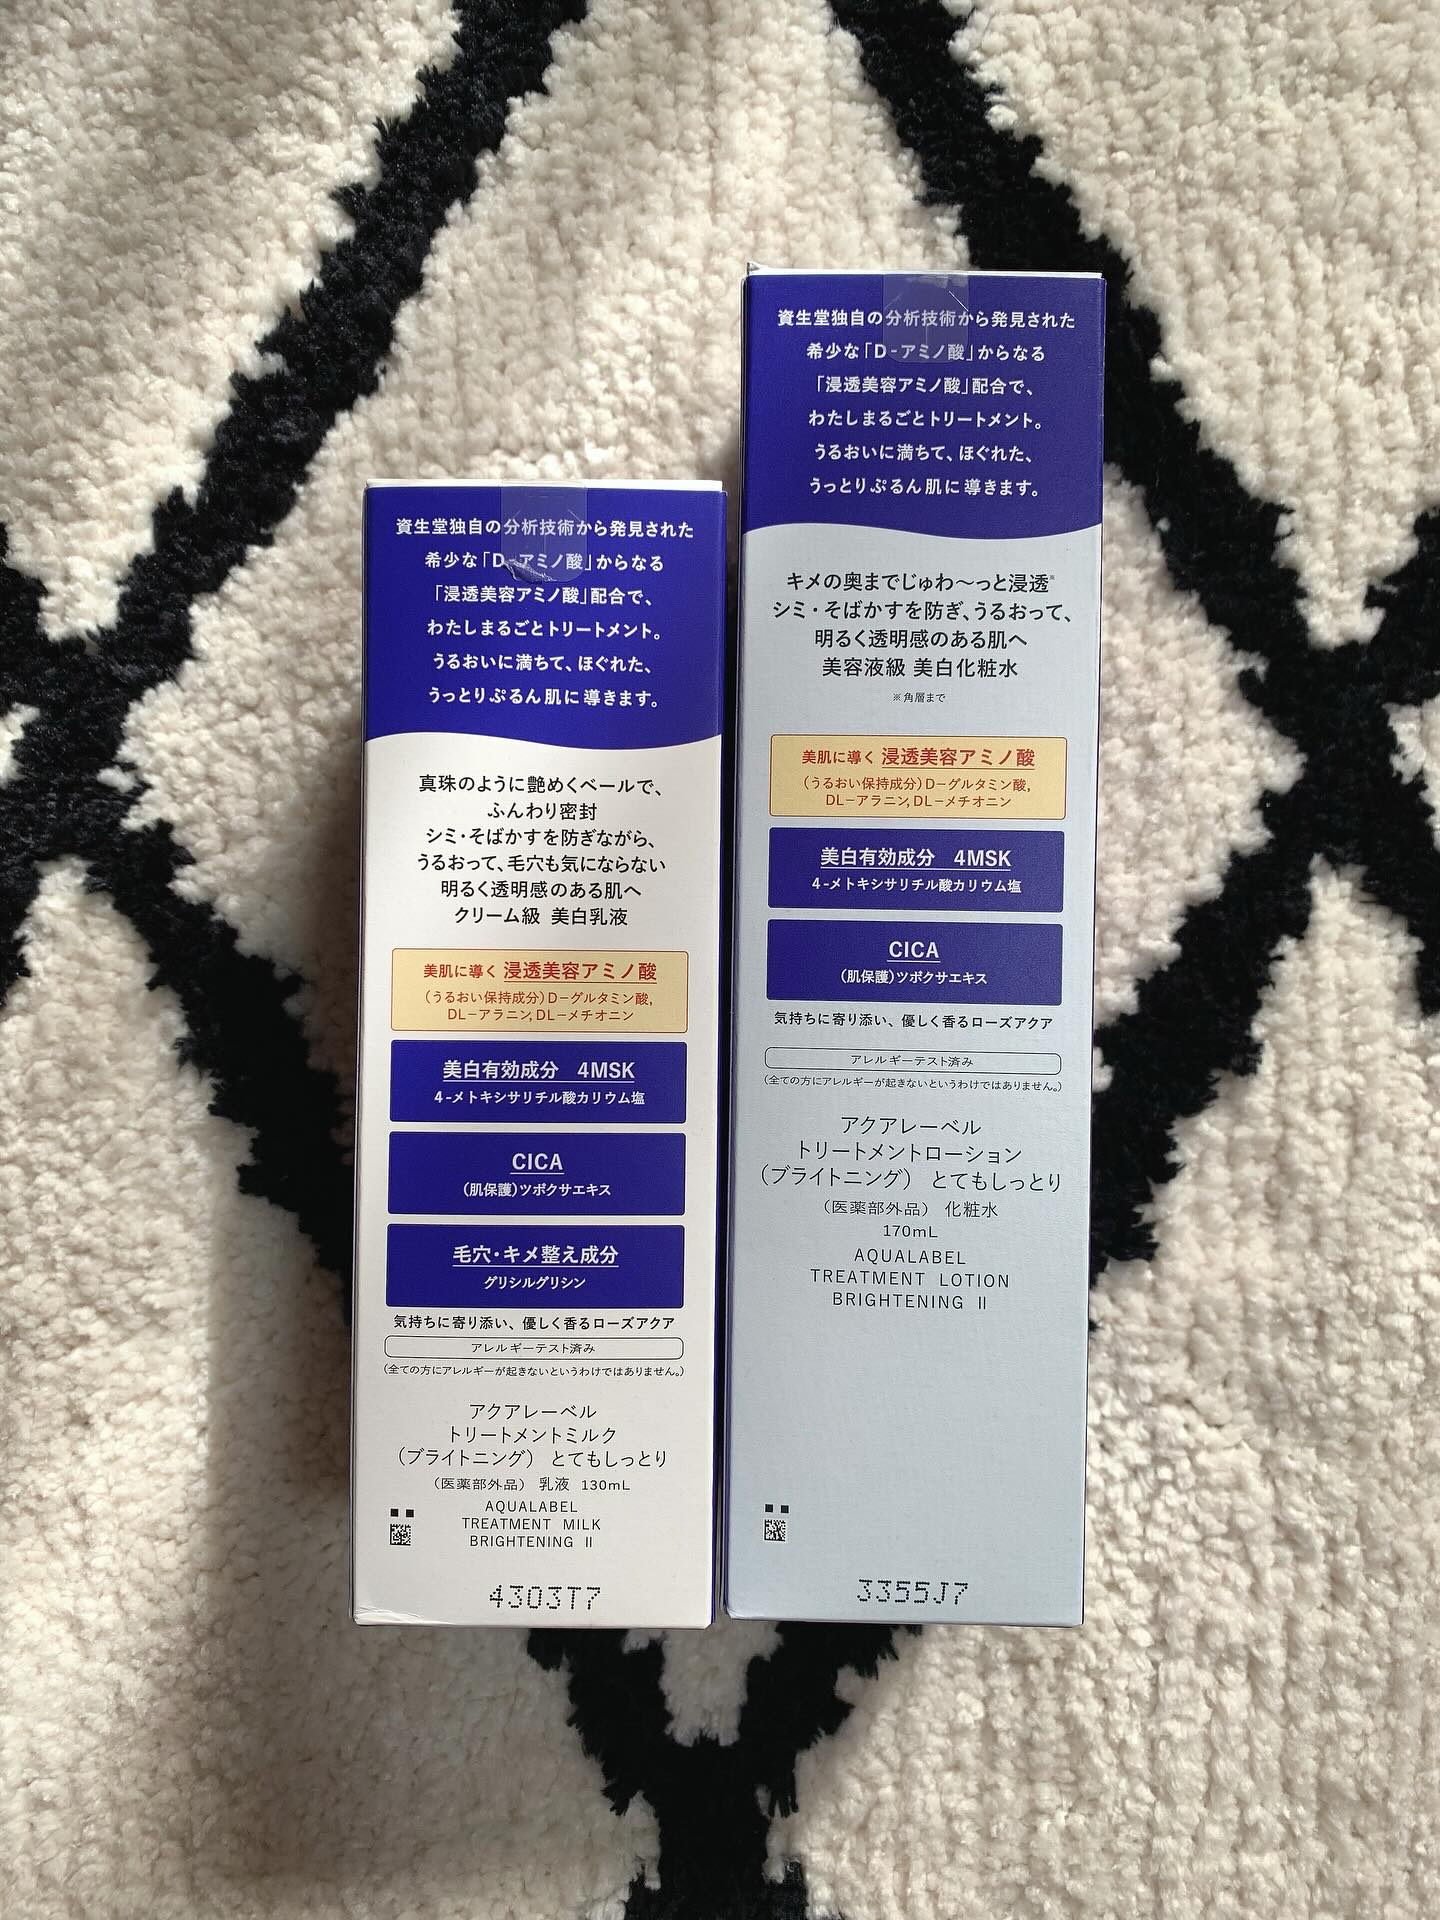 資生堂独自の分析技術から発見された
希少な「D-アミノ酸」からなる
「浸透美容アミノ酸」配合で、
わたしまるごとトリートメント。
うるおいに満ちて、ほぐれた、
うっとりぷるん肌に導きます。
真珠のように艶めくベールで、
ふんわり密封
シミ・そばかすを防ぎながら、
うるおって、毛穴も気にならない
明るく透明感のある肌へ
クリーム級 美白乳液
美肌に導く 浸透美容アミノ酸
（うるおい保持成分）D-グルタミン酸,
DL-アラニン, DL-メチオニン
美白有効成分 4MSK
4-メトキシサリチル酸カリウム塩
CICA
（肌保護）ツボクサエキス
毛穴・キメ整え成分
グリシルグリシン
気持ちに寄り添い、優しく香るローズアクア
アレルギーテスト済み
（全ての方にアレルギーが起きないというわけではありません。）
アクアレーベル
トリートメントミルク
（ブライトニング） とてもしっとり
（医薬部外品） 乳液 130mL
AQUALABEL
TREATMENT MILK
BRIGHTENING II
4303T7
資生堂独自の分析技術から発見された
希少な「D-アミノ酸」からなる
「浸透美容アミノ酸」配合で、
わたしまるごとトリートメント。
うるおいに満ちて、ほぐれた、
うっとりぷるん肌に導きます。
キメの奥までじゅわ〜っと浸透※
シミ・そばかすを防ぎ、うるおって、
明るく透明感のある肌へ
美容液級 美白化粧水
※角層まで
美肌に導く 浸透美容アミノ酸
（うるおい保持成分）D-グルタミン酸,
DL-アラニン, DL-メチオニン
美白有効成分 4MSK
4-メトキシサリチル酸カリウム塩
CICA
（肌保護）ツボクサエキス
気持ちに寄り添い、優しく香るローズアクア
アレルギーテスト済み
（全ての方にアレルギーが起きないというわけではありません。）
アクアレーベル
トリートメントローション
（ブライトニング） とてもしっとり
（医薬部外品） 化粧水
170mL
AQUALABEL
TREATMENT LOTION
BRIGHTENING II
3355J7